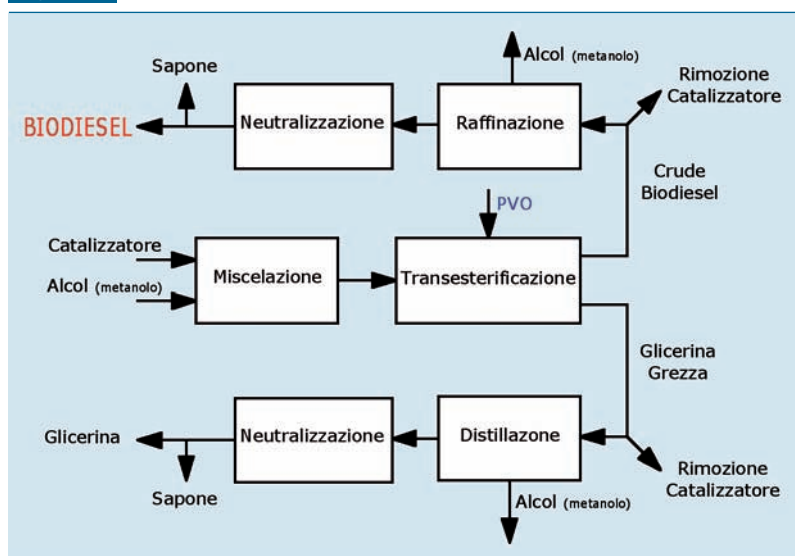 Sapone
Alcol (metanolo)
Rimozione
Catalizzatore
BIODIESEL
Neutralizzazione
Raffinazione
Crude
Biodiesel
PVO
Catalizzatore
Alcol (metanolo)
Miscelazione
Transesterificazione
Glicerina
Grezza
Glicerina
Neutralizzazione
Distillazone
Sapone
Alcol (metanolo)
Rimozione
Catalizzatore